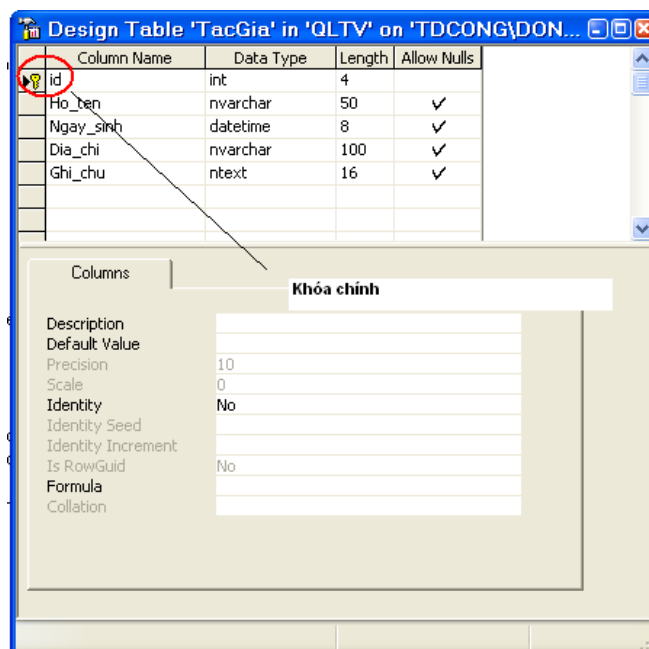 Design Table 'TacGia' in 'QLTV' on 'TDCONG\DON...
Column Name Data Type Length Allow Nulls
id int 4
Ho_ten nvarchar 50
Ngay_sinh datetime 8
Dia_chi nvarchar 100
Ghi_chu ntext 16
Columns
Khóa chính
Description
Default Value
Precision 10
Scale 0
Identity No
Identity Seed
Identity Increment
Is RowGuid No
Formula
Collation